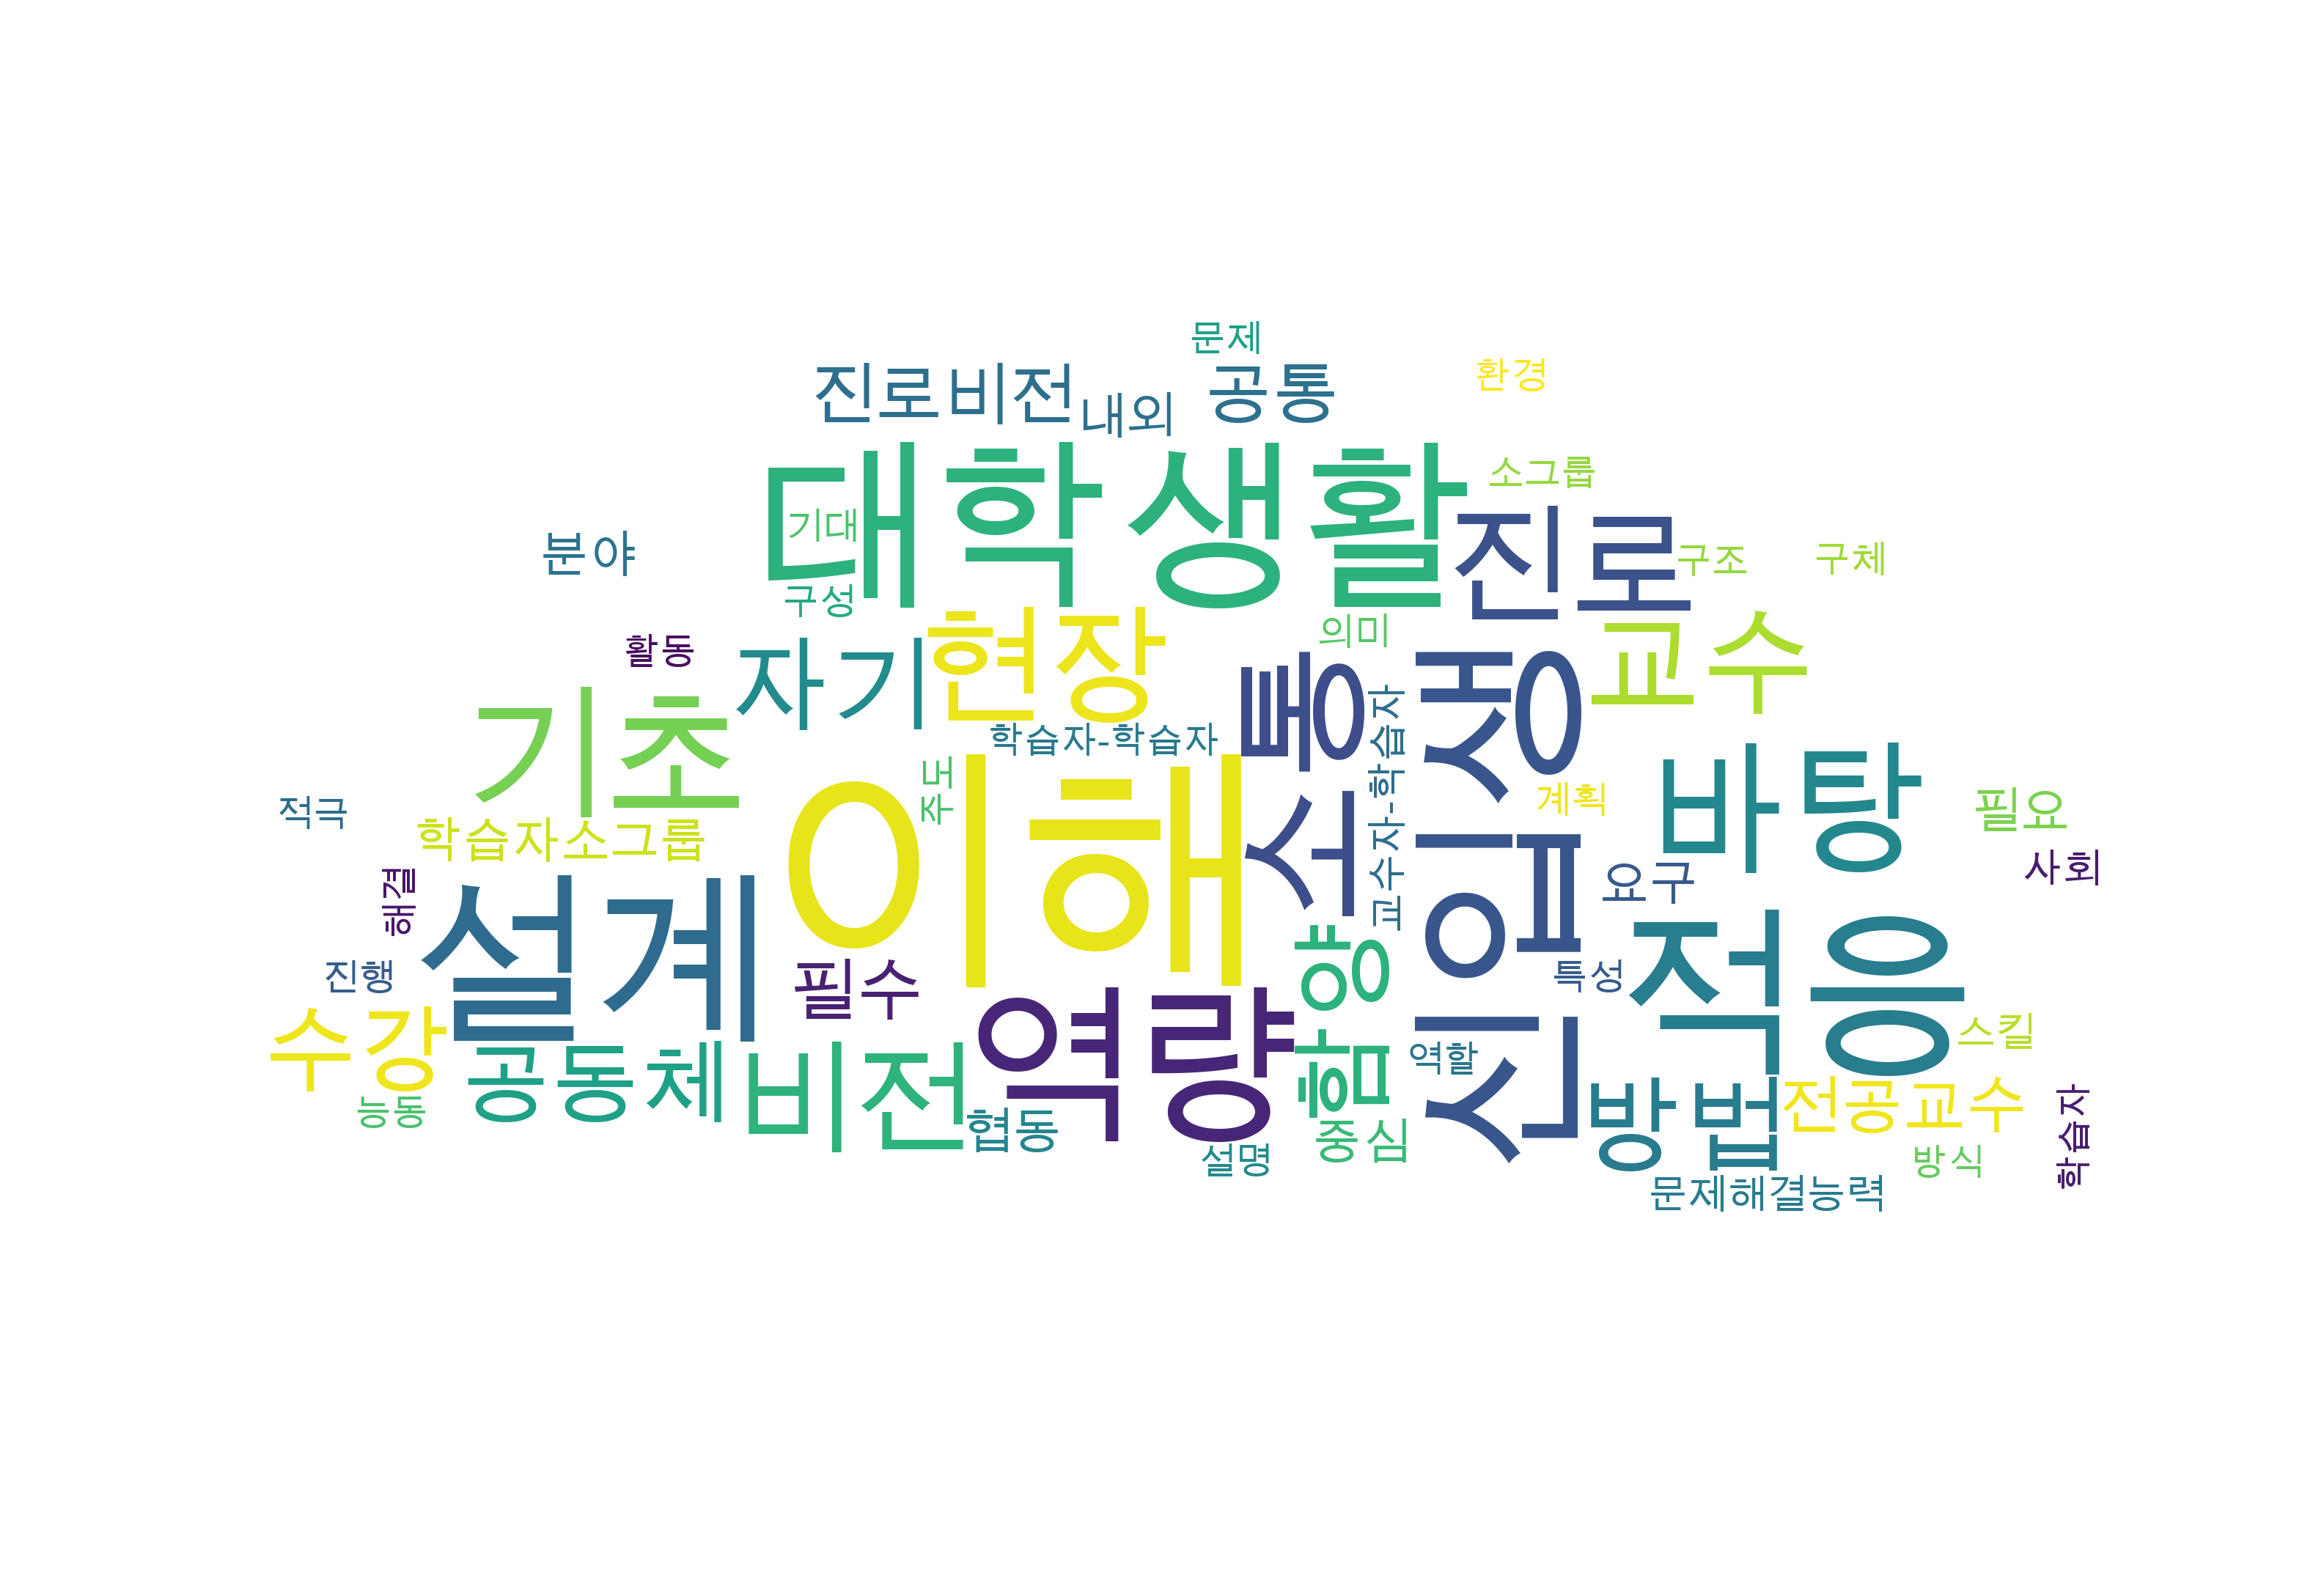 문제
진로비전
내외
공통
환경
대학생활
소그룹
기대
진로
분야
구조
구체
구성
현장
의미
교수
활동
자기
소통
신입생
기초
학습자-학습자
교수자-학습자
바탕
주도
이해
계획
필요
적극
학습자소그룹
사회
해결
설계
요구
함양
적응
진행
필수
특성
역량
수강
스킬
공동체
비전
역할
방법
전공교수
능동
협동
중심
학습자
설명
방식
문제해결능력